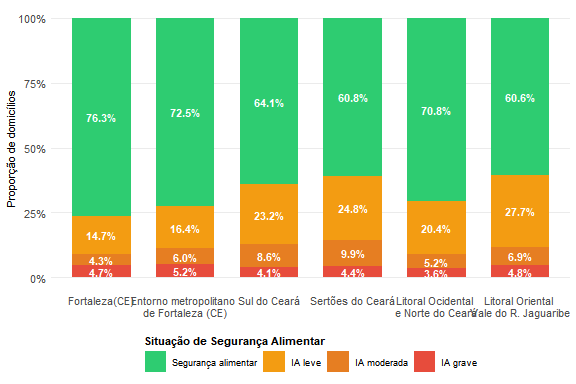 Proporção de domicílios
100%
75%
50%
25%
0%
76.3%
72.5%
64.1%
60.8%
70.8%
60.6%
14.7%
16.4%
23.2%
24.8%
20.4%
27.7%
4.3%
6.0%
8.6%
9.9%
5.2%
6.9%
4.7%
5.2%
4.1%
4.4%
3.6%
4.8%
Fortaleza(CE)
Entorno metropolitano
de Fortaleza (CE)
Sul do Ceará
Sertões do Ceará
Litoral Ocidental
e Norte do Ceará
Litoral Oriental
Vale do R. Jaguaribe
Situação de Segurança Alimentar
Segurança alimentar
IA leve
IA moderada
IA grave